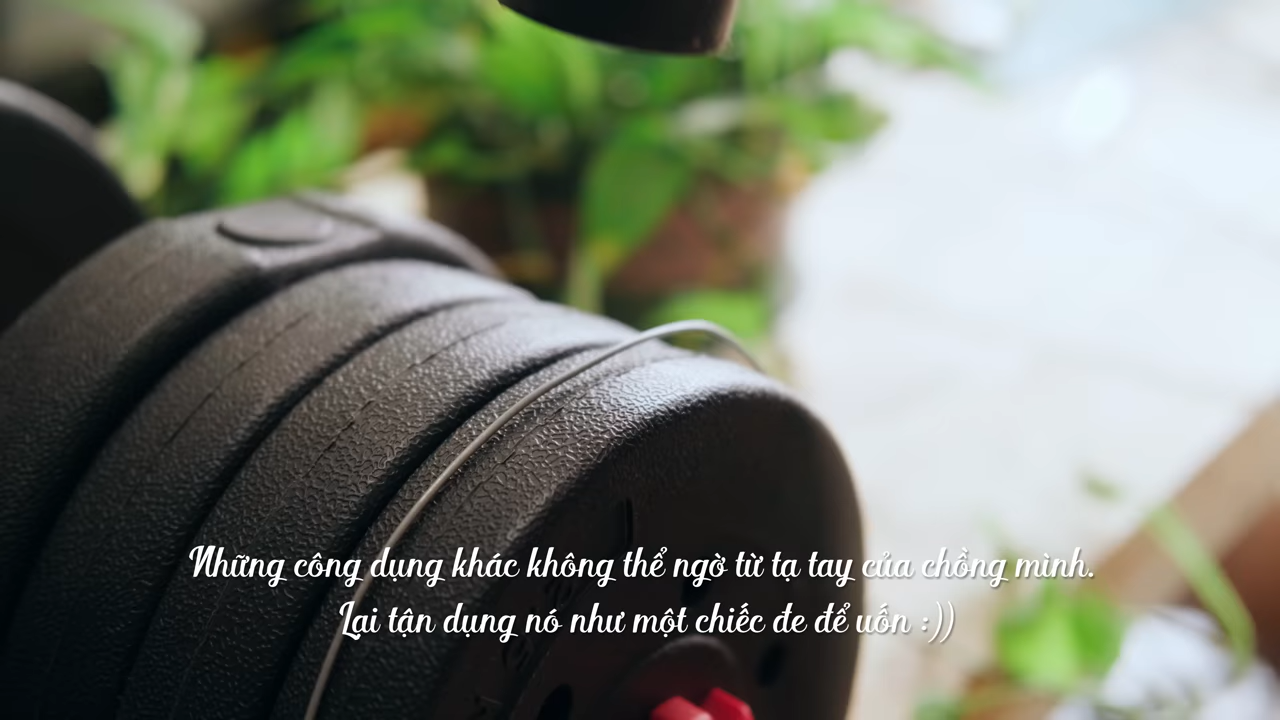 Những công dụng khác không thể ngờ từ tạ tay của chồng mình.
Lại tận dụng nó như một chiếc đe để uốn :))